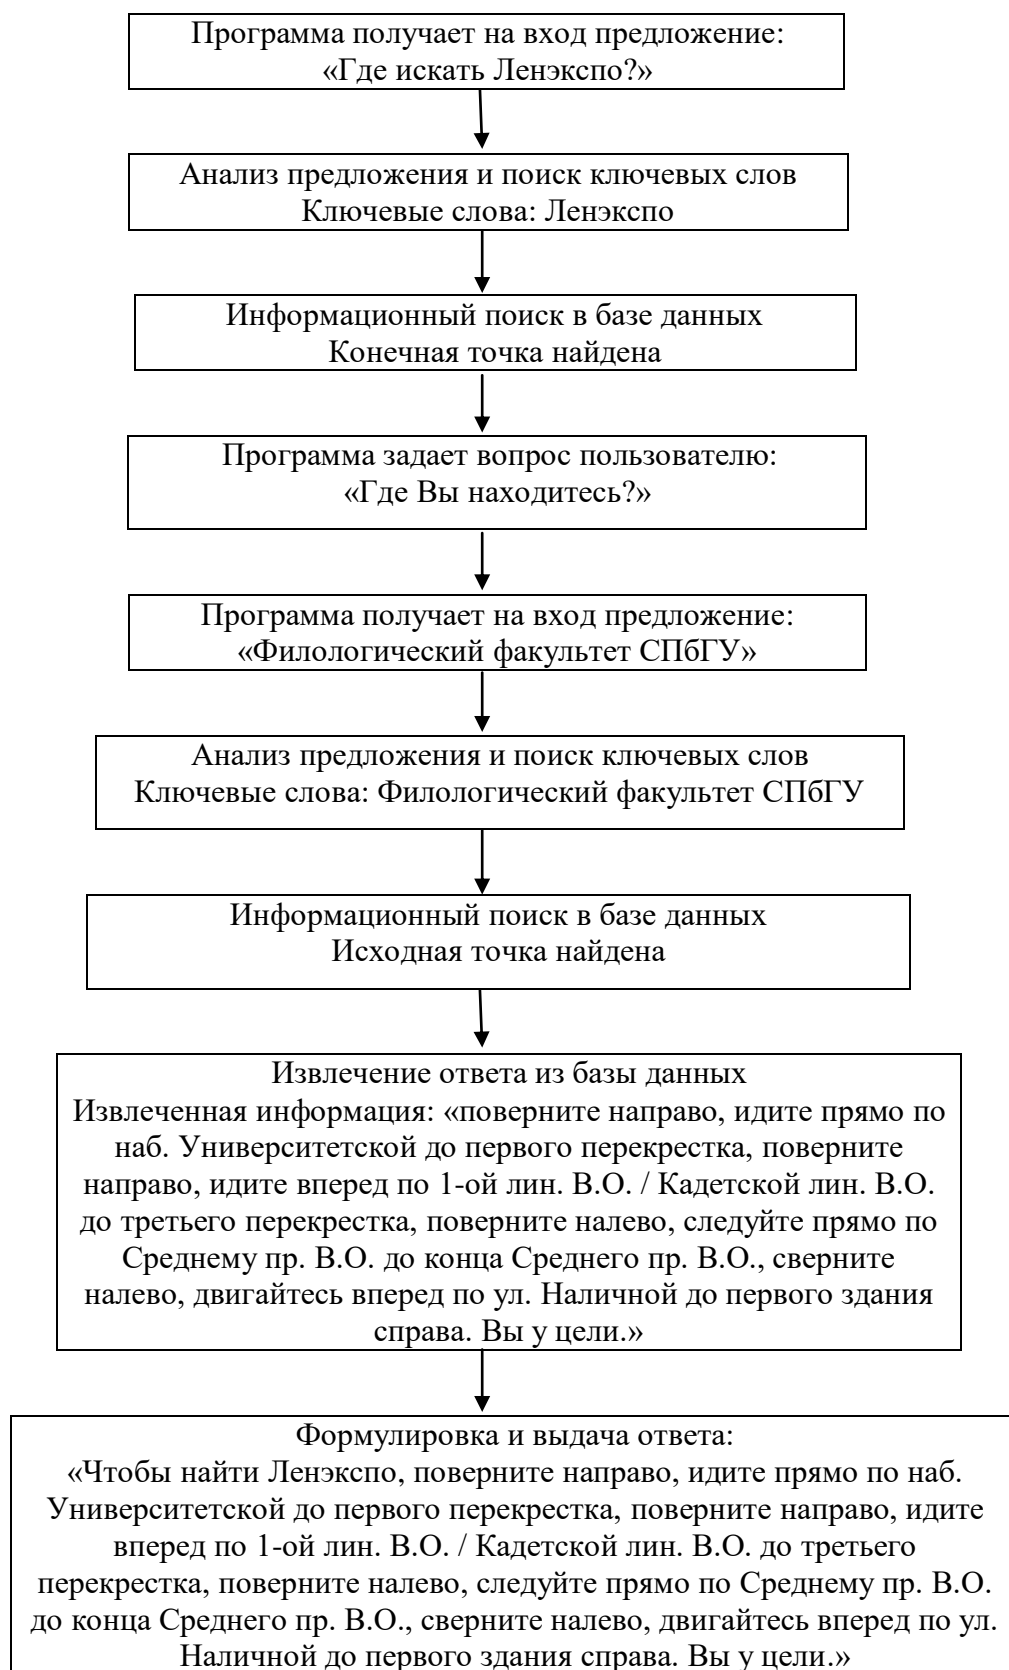 Программа получает на вход предложение:
«Где искать Ленэкспо?»
Анализ предложения и поиск ключевых слов
Ключевые слова: Ленэкспо
Информационный поиск в базе данных
Конечная точка найдена
Программа задает вопрос пользователю:
«Где Вы находитесь?»
Программа получает на вход предложение:
«Филологический факультет СПбГУ»
Анализ предложения и поиск ключевых слов
Ключевые слова: Филологический факультет СПбГУ
Информационный поиск в базе данных
Исходная точка найдена
Извлечение ответа из базы данных
Извлеченная информация: «поверните направо, идите прямо по
наб. Университетской до первого перекрестка, поверните
направо, идите вперед по 1-ой лин. В.О. / Кадетской лин. В.О.
до третьего перекрестка, поверните налево, следуйте прямо по
Среднему пр. В.О. до конца Среднего пр. В.О., сверните
налево, двигайтесь вперед по ул. Наличной до первого здания
справа. Вы у цели.»
Формулировка и выдача ответа:
«Чтобы найти Ленэкспо, поверните направо, идите прямо по наб.
Университетской до первого перекрестка, поверните направо, идите
вперед по 1-ой лин. В.О. / Кадетской лин. В.О. до третьего
перекрестка, поверните налево, следуйте прямо по Среднему пр. В.О.
до конца Среднего пр. В.О., сверните налево, двигайтесь вперед по ул.
Наличной до первого здания справа. Вы у цели.»